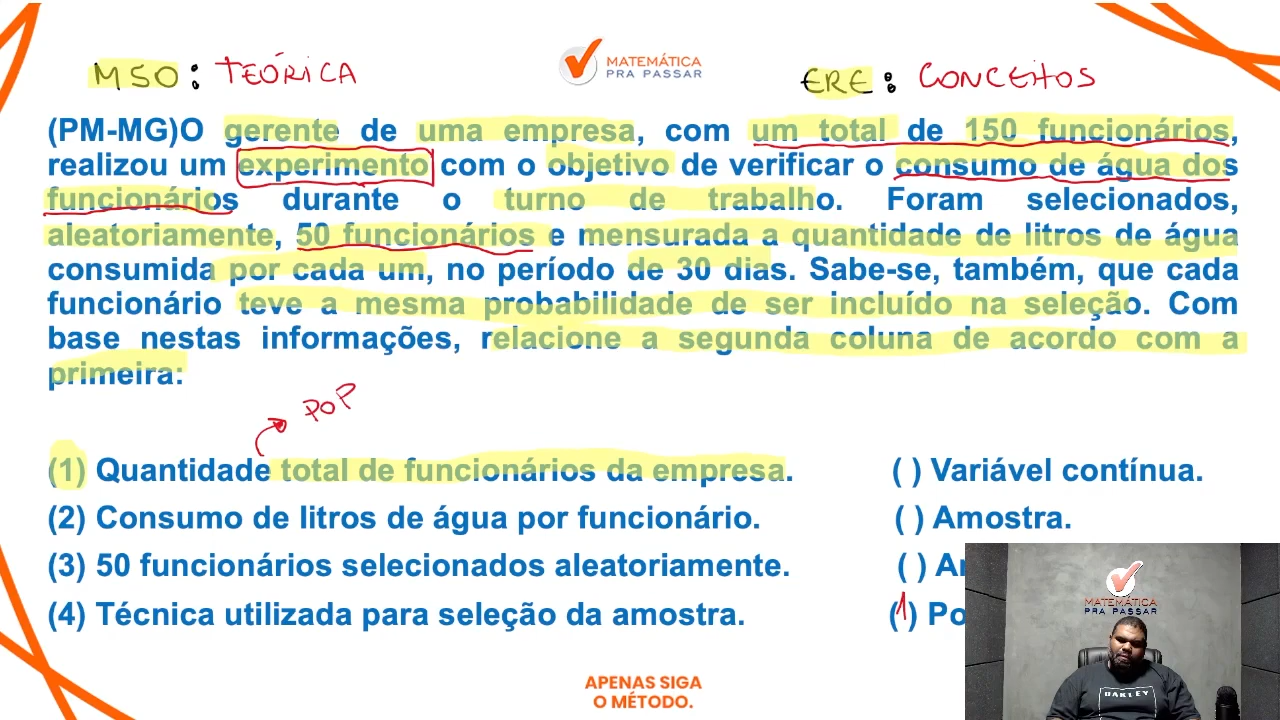 MSO: TEÓRICA
MATEMÁTICA
PRA PASSAR
ERE: CONCEITOS
(PM-MG)O gerente de uma empresa, com um total de 150 funcionários,
realizou um experimento com o objetivo de verificar o consumo de água dos
funcionários durante o turno de trabalho. Foram selecionados,
aleatoriamente, 50 funcionários e mensurada a quantidade de litros de água
consumida por cada um, no período de 30 dias. Sabe-se, também, que cada
funcionário teve a mesma probabilidade de ser incluído na seleção. Com
base nestas informações, relacione a segunda coluna de acordo com a
primeira:
POP
(1) Quantidade total de funcionários da empresa. ( ) Variável contínua.
(2) Consumo de litros de água por funcionário. ( ) Amostra.
(3) 50 funcionários selecionados aleatoriamente. ( )
(4) Técnica utilizada para seleção da amostra. (1)
MATEMÁTICA
PRA PASSAR
OAKLEY
APENAS SIGA
O MÉTODO.